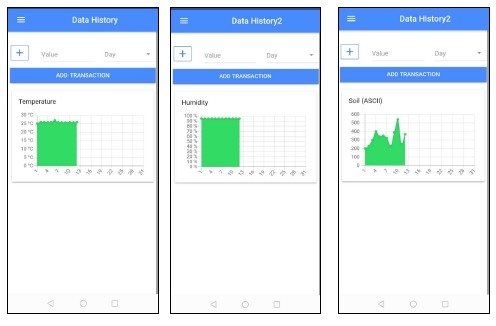 Data History
+
Value
Day
ADD TRANSACTION
Temperature
30 °C
25 °C
20 °C
15 °C
10 °C
5 °C
0 °C
1 4 7 10 13 16 19 22 25 28 31
Data History2
+
Value
Day
ADD TRANSACTION
Humidity
100 %
90 %
80 %
70 %
60 %
50 %
40 %
30 %
20 %
10 %
0 %
1 4 7 10 13 16 19 22 25 28 31
Data History2
+
Value
Day
ADD TRANSACTION
Soil (ASCII)
600
500
400
300
200
100
0
1 4 7 10 13 16 19 22 25 28 31